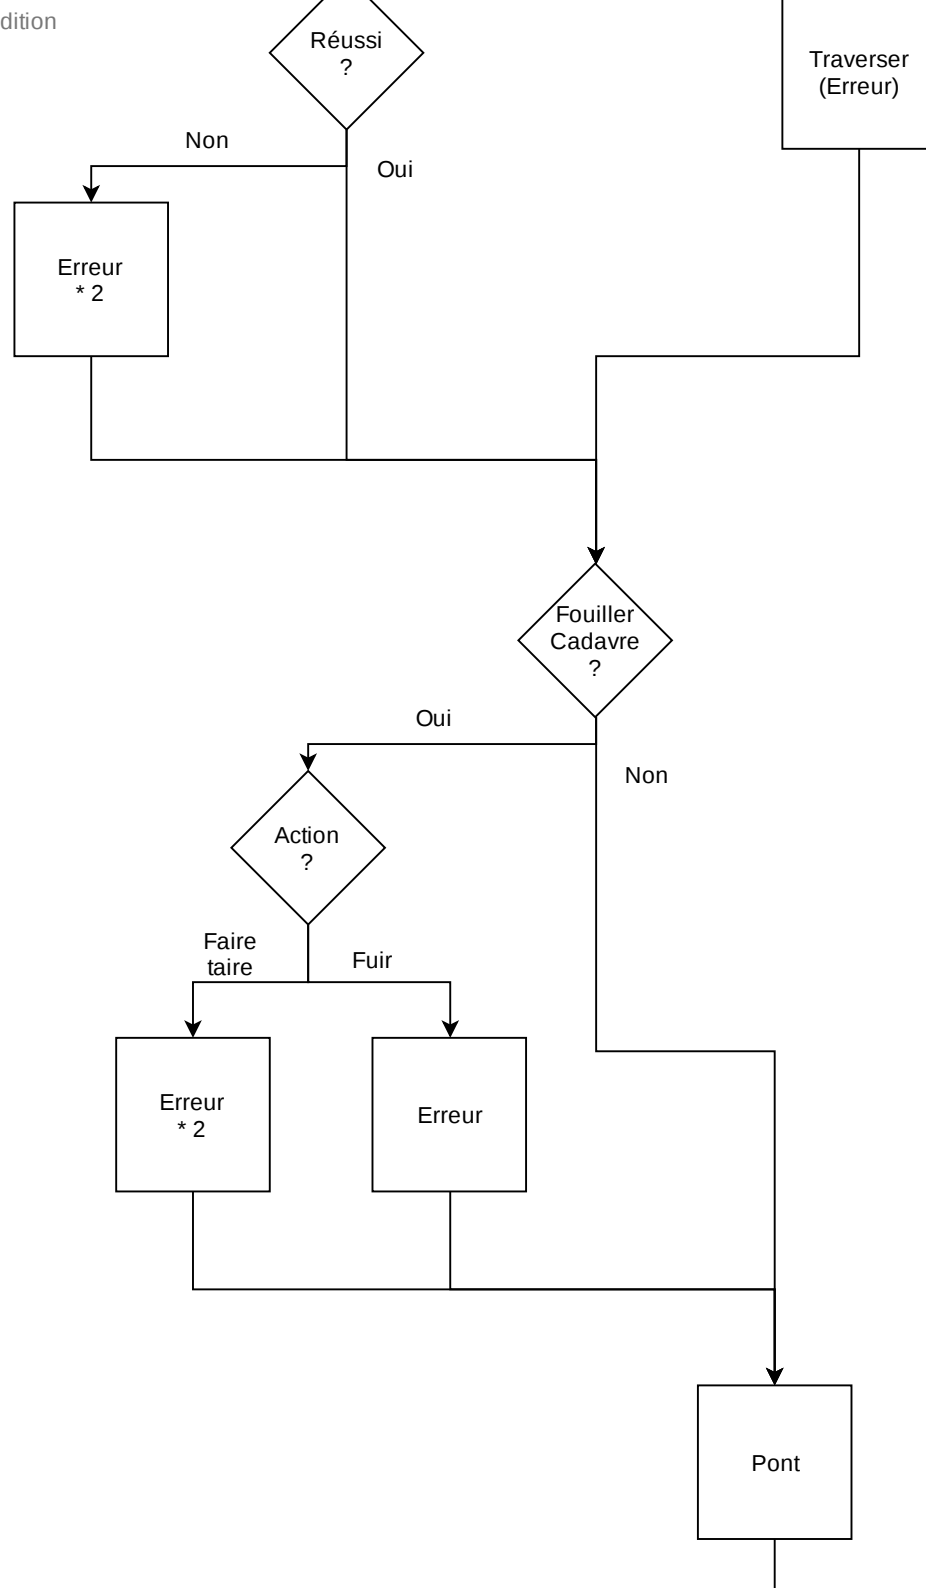 dition
Réussi
?
Traverser
(Erreur)
Non
Oui
Erreur
* 2
Fouiller
Cadavre
?
Oui
Non
Action
?
Faire
taire
Fuir
Erreur
* 2
Erreur
Pont